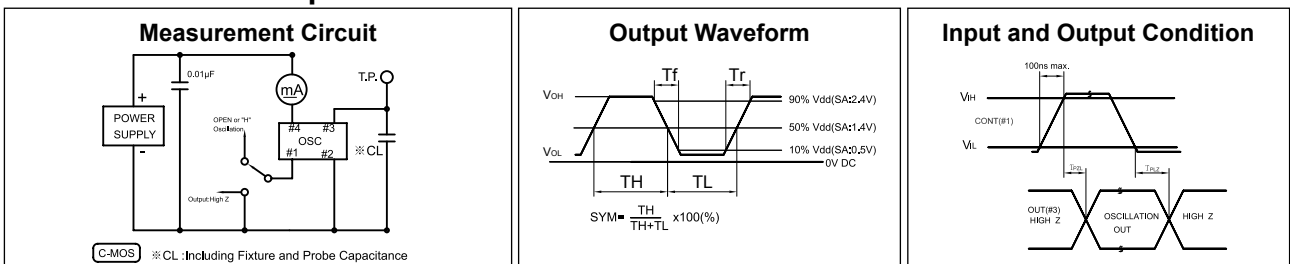 Measurement Circuit
0.01µF
T.P.
mA
+
POWER
SUPPLY
-
OPEN or "H"
Oscillation
#4 #3
OSC
#1 #2
※CL
Output:High Z
C-MOS ※CL :Including Fixture and Probe Capacitance
Output Waveform
Tf Tr
VOH
90% Vdd(SA:2.4V)
50% Vdd(SA:1.4V)
VOL
10% Vdd(SA:0.5V)
0V DC
TH TL
SYM= TH x100(%)
TH+TL
Input and Output Condition
100ns max.
VIH
CONT(#1)
VIL
TPZL TPLZ
OUT(#3)
HIGH Z
OSCILLATION
OUT
HIGH Z